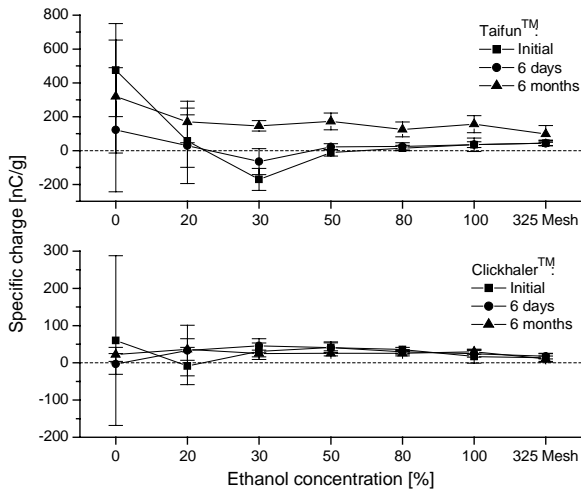 800
600
400
200
0
-200
Taifun™:
Initial
6 days
6 months
0 20 30 50 80 100 325 Mesh
Specific charge [nC/g]
300
200
100
0
-100
-200
Clickhaler™:
Initial
6 days
6 months
0 20 30 50 80 100 325 Mesh
Ethanol concentration [%]